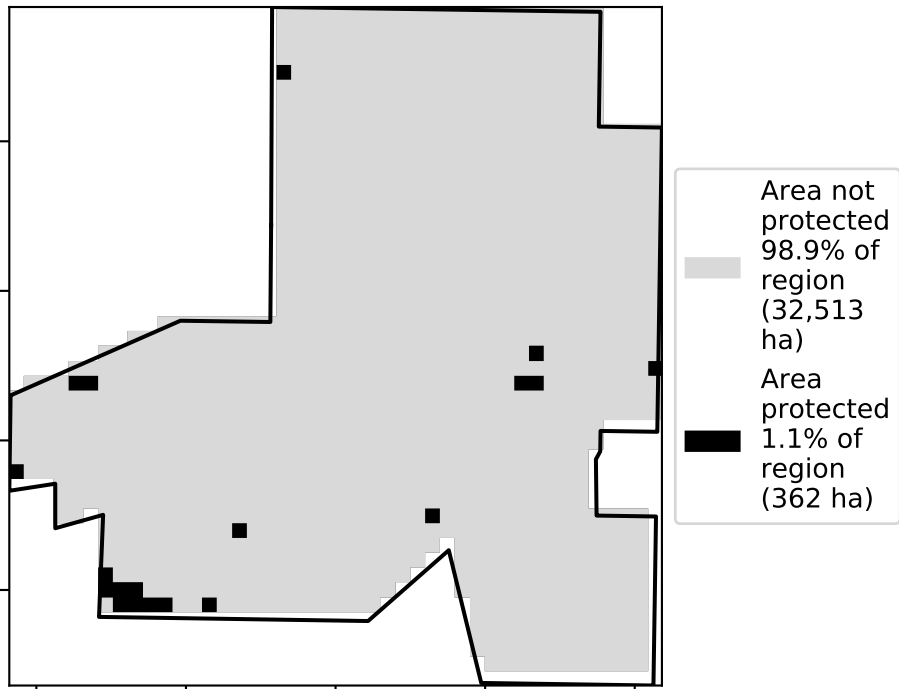 Area not
protected
98.9% of
region
(32,513
ha)
Area
protected
1.1% of
region
(362 ha)